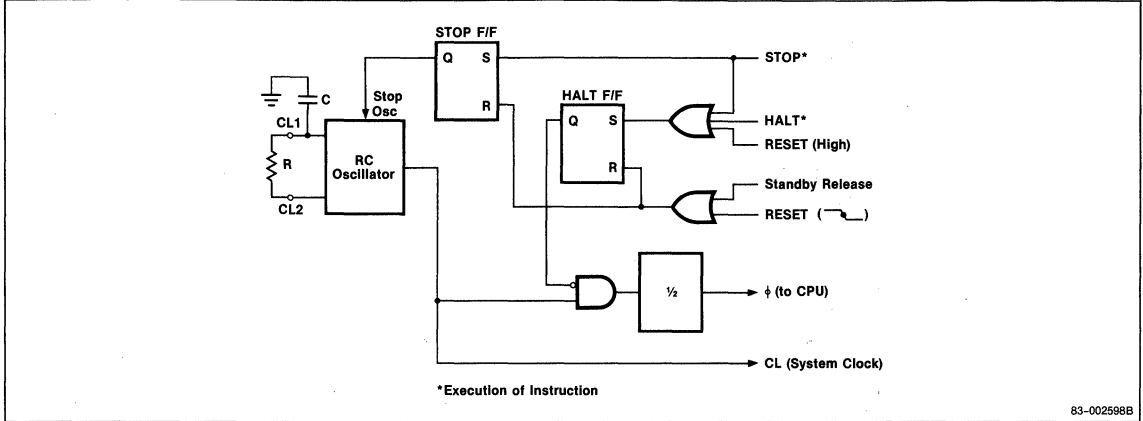 STOP F/F
Q S
STOP*
R
HALT F/F
Q S
HALT*
RESET (High)
R
Stop
Osc
C
CL1
R
CL2
RC
Oscillator
Standby Release
RESET ( )
½
ϕ (to CPU)
CL (System Clock)
*Execution of Instruction
83-002598B